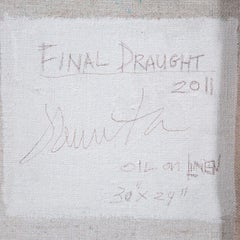 FINAL DRAUGHT
2011
OIL on LINEN
30" x 24"